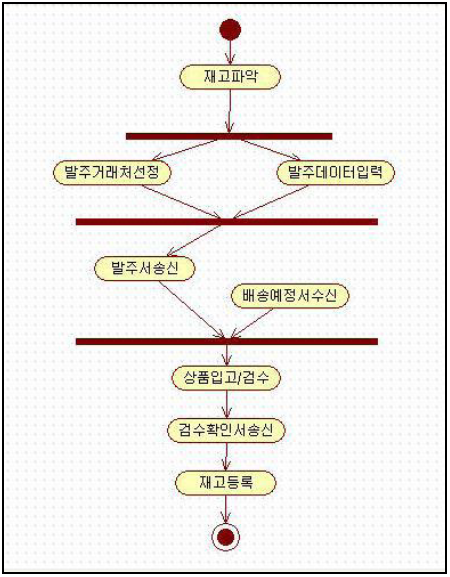 재고파악
발주거래처선정
발주데이터입력
발주서송신
배송예정서수신
상품입고/검수
검수확인서송신
재고등록